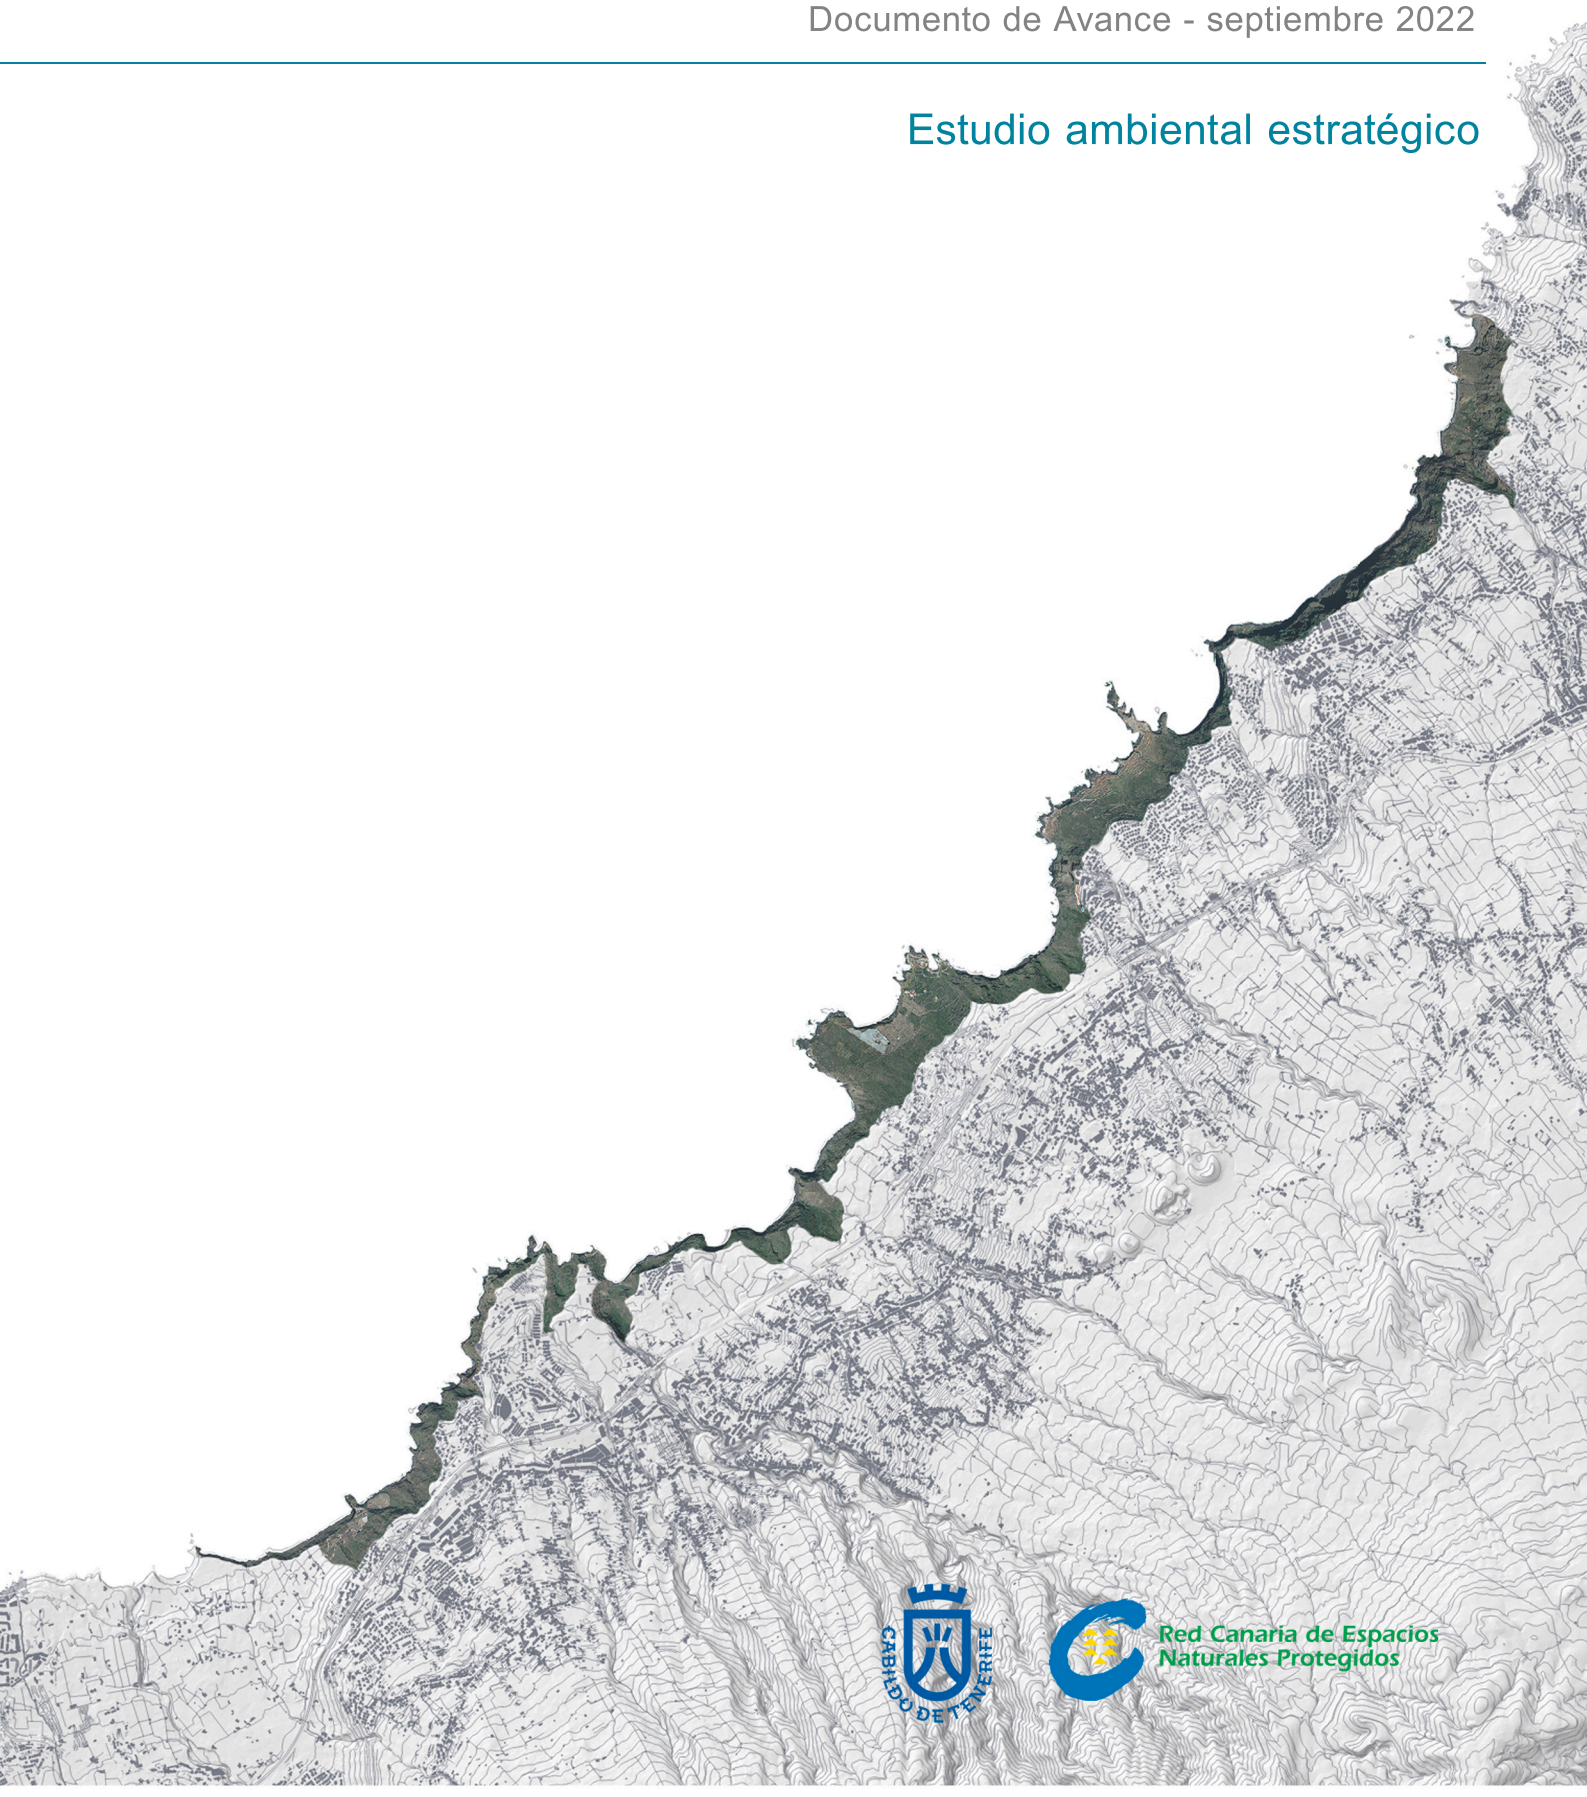 Documento de Avance - septiembre 2022
Estudio ambiental estratégico
CABILDO DE TENERIFE
Red Canaria de Espacios
Naturales Protegidos